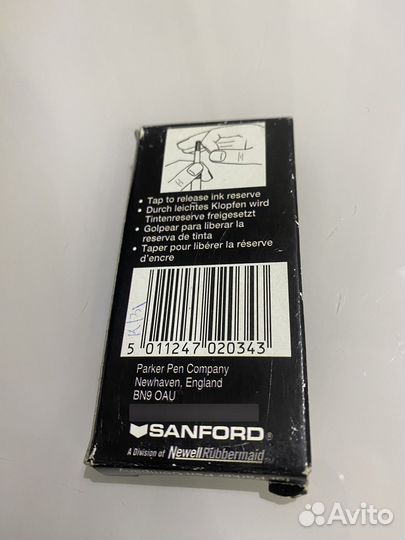 • Tap to release ink reserve
• Durch leichtes Klopfen wird
Tintenreserve freigesetzt
• Golpear para liberar la
reserva de tinta
• Taper pour libérer la réserve
d'encre
5 011247 020343
Parker Pen Company
Newhaven, England
BN9 OAU
SANFORD®
A Division of Newell Rubbermaid
Avito